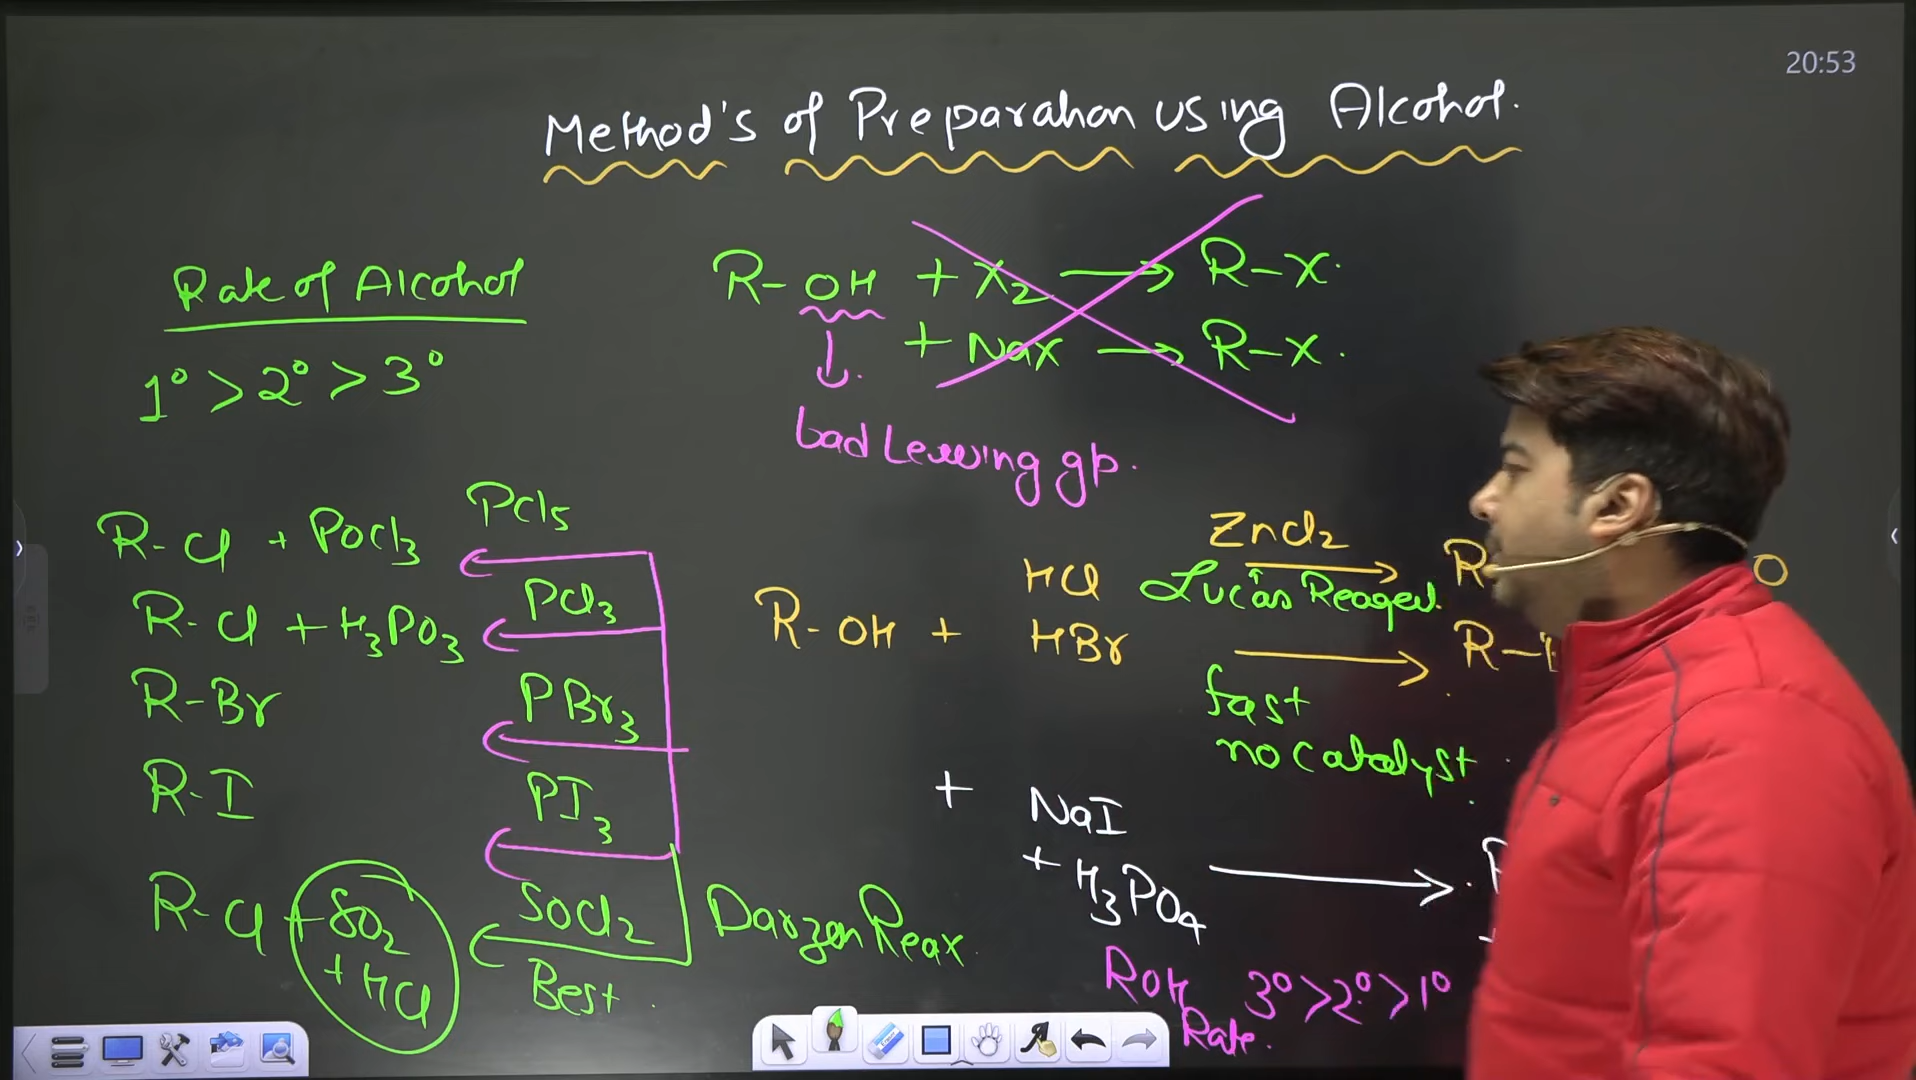 20:53
Method's of Preparation using Alcohol.
Rate of Alcohol
1° > 2° > 3°
R-OH + X2 → R-X.
+ NaX → R-X.
↓
bad Leaving gp.
R-Cl + POCl3 PCl5
R-Cl + H3PO3 PCl3
R-Br PBr3
R-I PI3
R-Cl + SO2 + HCl SOCl2 Darzen Reax.
Best.
R-OH + HCl ZnCl2 → R
Lucas Reagent.
HBr → R-
fast
no Catalyst.
+ NaI
+ H3PO4 →
ROH 3° > 2° > 1°
Rate.